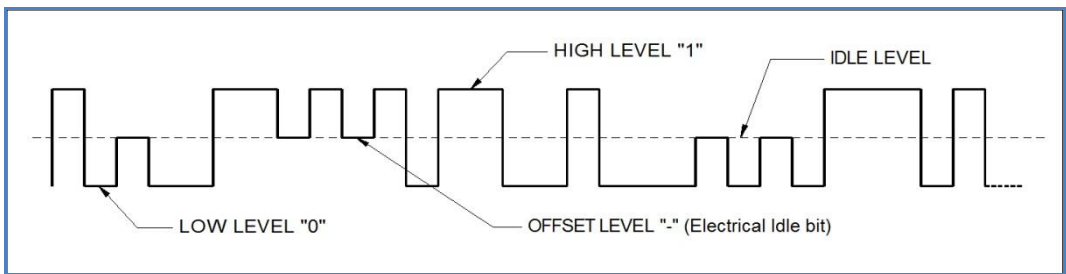 HIGH LEVEL "1"
IDLE LEVEL
LOW LEVEL "0"
OFFSET LEVEL "-" (Electrical Idle bit)